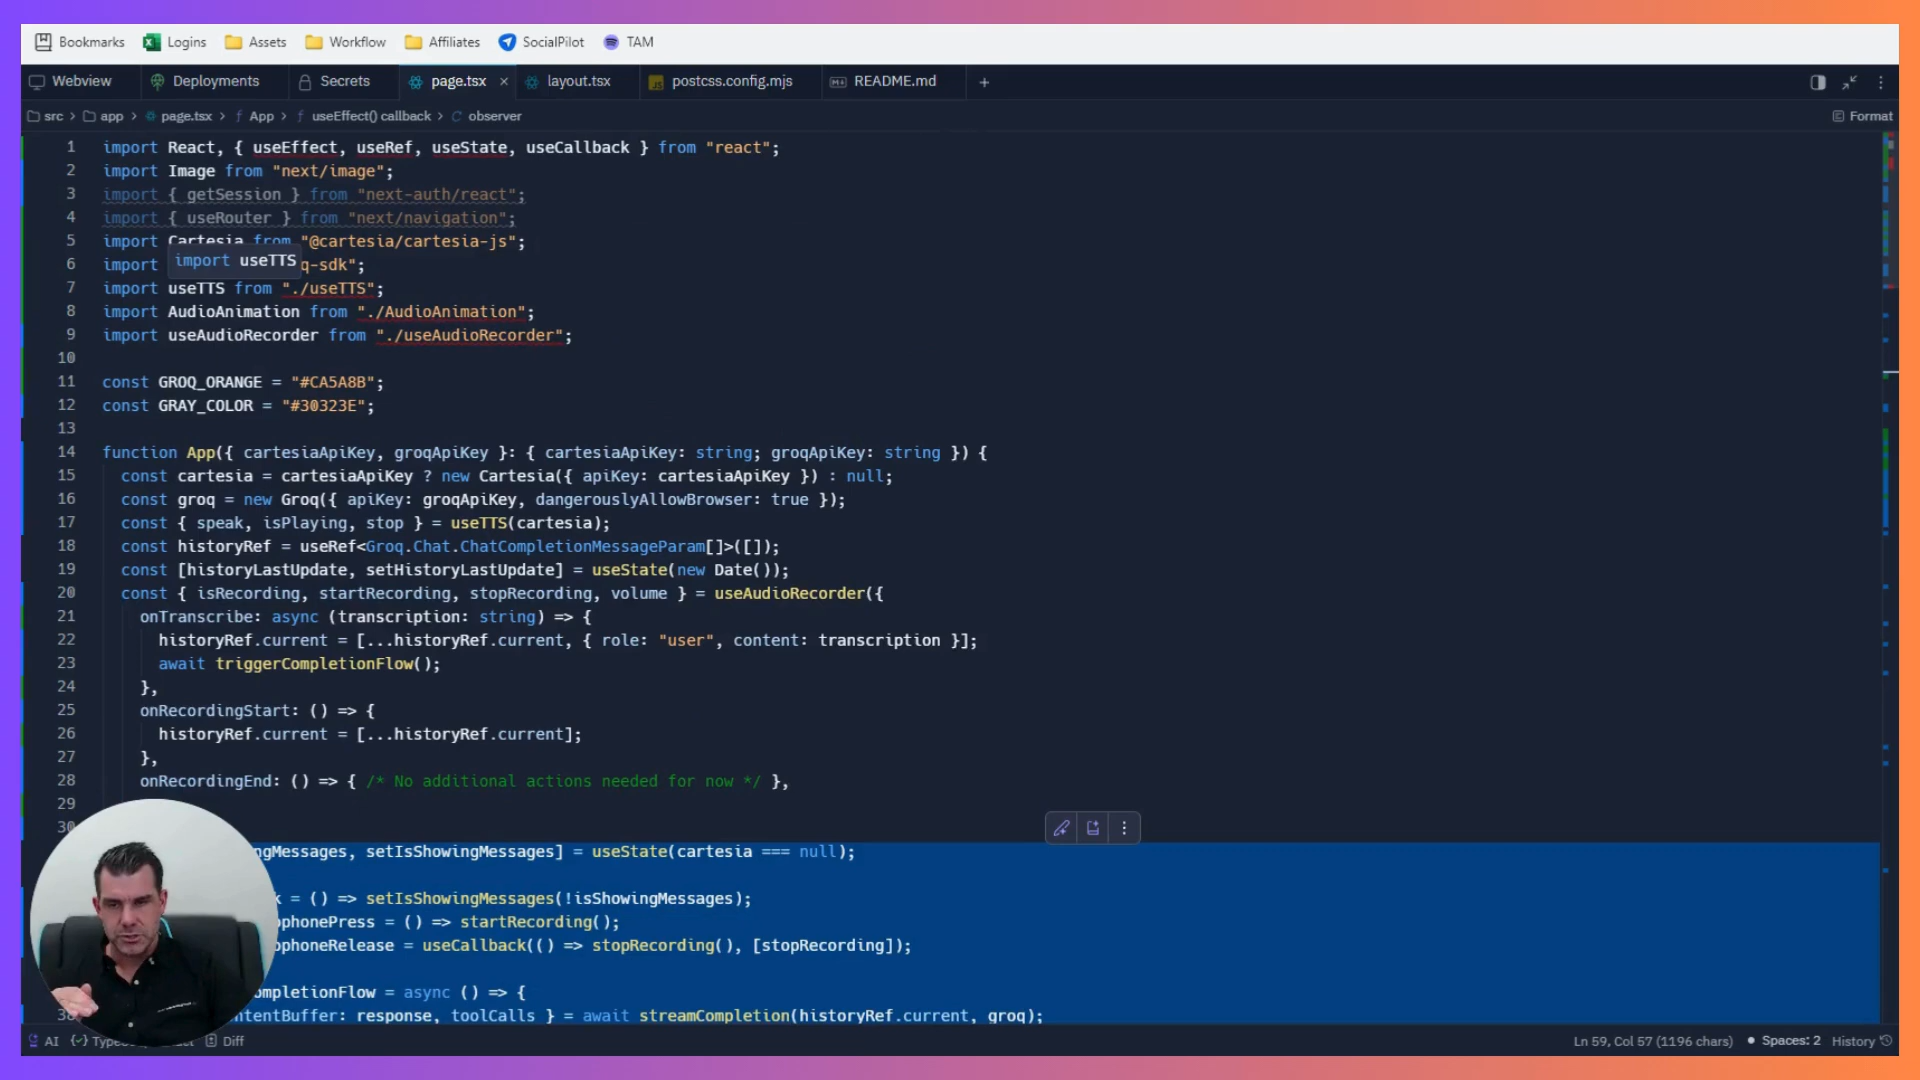 Bookmarks Logins Assets Workflow Affiliates SocialPilot TAM
Webview Deployments Secrets page.tsx × layout.tsx postcss.config.mjs README.md +
src > app > page.tsx > f App > f useEffect() callback > C observer Format
1 import React, { useEffect, useRef, useState, useCallback } from "react";
2 import Image from "next/image";
3 import { getSession } from "next-auth/react";
4 import { useRouter } from "next/navigation";
5 import Cartesia from "@cartesia/cartesia-js";
import useTTS
6 import q-sdk";
7 import useTTS from "./useTTS";
8 import AudioAnimation from "./AudioAnimation";
9 import useAudioRecorder from "./useAudioRecorder";
10
11 const GROQ_ORANGE = "#CA5A8B";
12 const GRAY_COLOR = "#30323E";
13
14 function App({ cartesiaApiKey, groqApiKey }: { cartesiaApiKey: string; groqApiKey: string }) {
15 const cartesia = cartesiaApiKey ? new Cartesia({ apiKey: cartesiaApiKey }) : null;
16 const groq = new Groq({ apiKey: groqApiKey, dangerouslyAllowBrowser: true });
17 const { speak, isPlaying, stop } = useTTS(cartesia);
18 const historyRef = useRef<Groq.Chat.ChatCompletionMessageParam[]>([]);
19 const [historyLastUpdate, setHistoryLastUpdate] = useState(new Date());
20 const { isRecording, startRecording, stopRecording, volume } = useAudioRecorder({
21 onTranscribe: async (transcription: string) => {
22 historyRef.current = [...historyRef.current, { role: "user", content: transcription }];
23 await triggerCompletionFlow();
24 },
25 onRecordingStart: () => {
26 historyRef.current = [...historyRef.current];
27 },
28 onRecordingEnd: () => { /* No additional actions needed for now */ },
29
30
ngMessages, setIsShowingMessages] = useState(cartesia === null);
k = () => setIsShowingMessages(!isShowingMessages);
ophonePress = () => startRecording();
ophoneRelease = useCallback(() => stopRecording(), [stopRecording]);
ompletionFlow = async () => {
ntentBuffer: response, toolCalls } = await streamCompletion(historyRef.current, groq);
AI Diff Ln 59, Col 57 (1196 chars) Spaces: 2 History